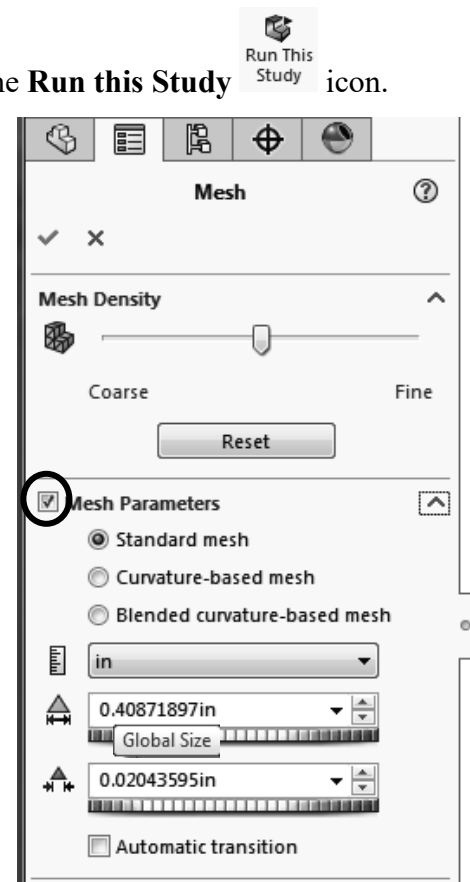 Run This
Study
ne Run this Study icon.
Mesh
Mesh Density
Coarse Fine
Reset
Mesh Parameters
Standard mesh
Curvature-based mesh
Blended curvature-based mesh
in
0.40871897in
Global Size
0.02043595in
Automatic transition